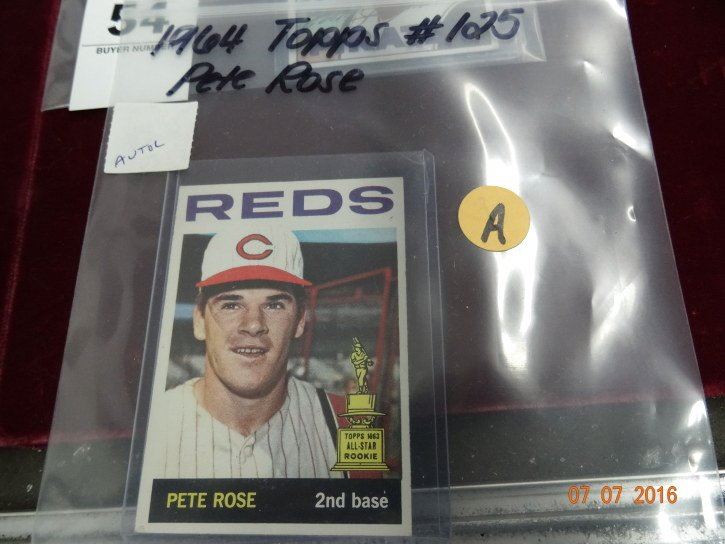 54
BUYER NUMBER
1964 Topps #125
Pete Rose
AUTOL
A
REDS
C
TOPPS 1963
ALL-STAR
ROOKIE
PETE ROSE 2nd base
07 07 2016